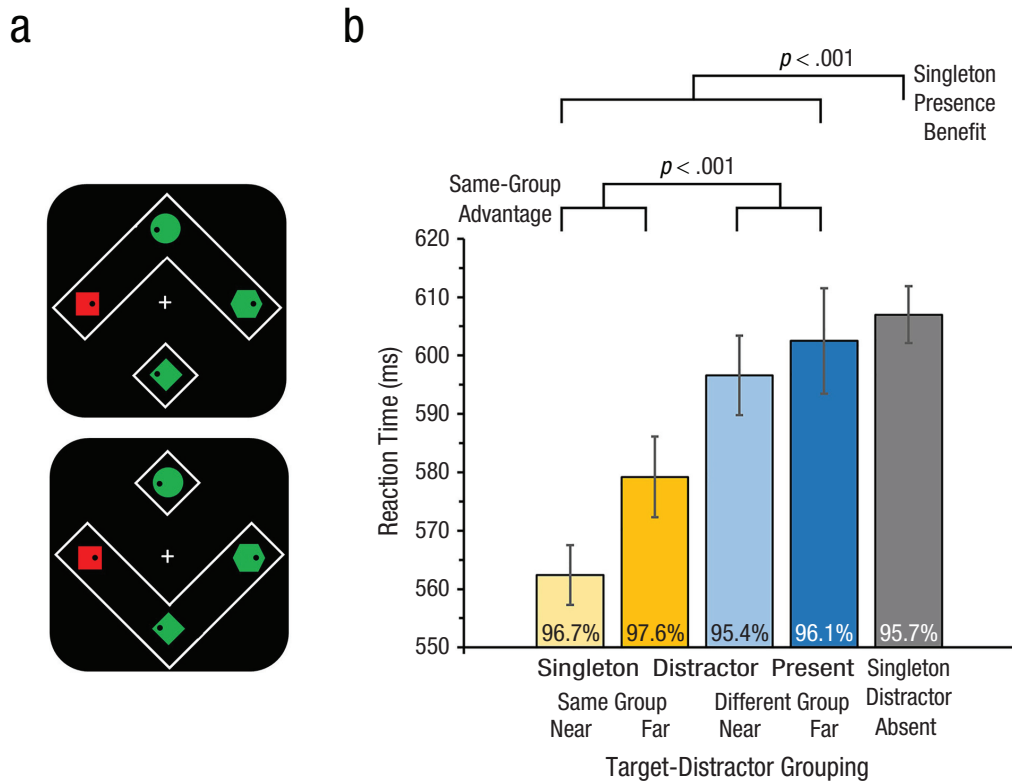 a
b
p < .001
Singleton
Presence
Benefit
p < .001
Same-Group
Advantage
620
610
600
590
580
570
560
550
Reaction Time (ms)
96.7%
97.6%
95.4%
96.1%
95.7%
Singleton Distractor Present
Same Group
Near Far
Different Group
Near Far
Singleton
Distractor
Absent
Target-Distractor Grouping